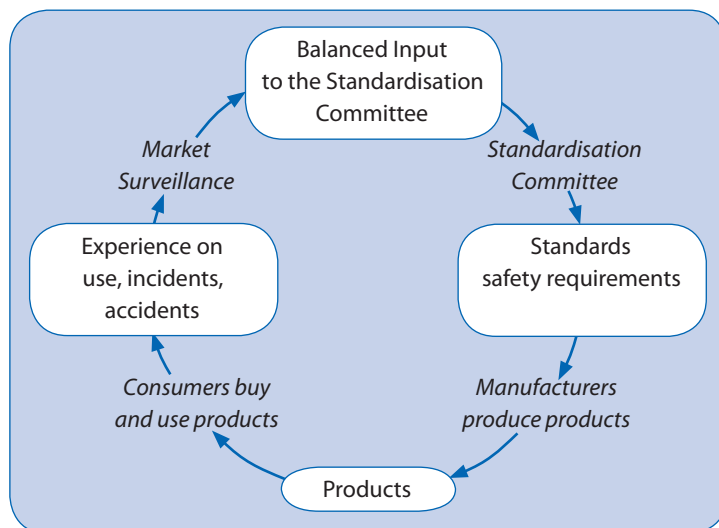 Balanced Input
to the Standardisation
Committee
Market
Surveillance
Standardisation
Committee
Experience on
use, incidents,
accidents
Standards
safety requirements
Consumers buy
and use products
Manufacturers
produce products
Products